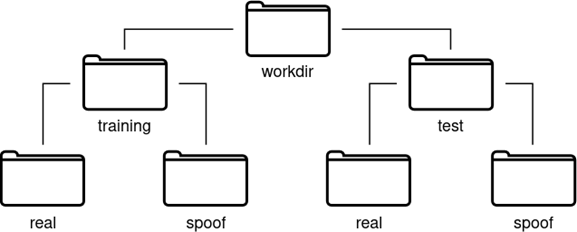 workdir
training
test
real
spoof
real
spoof